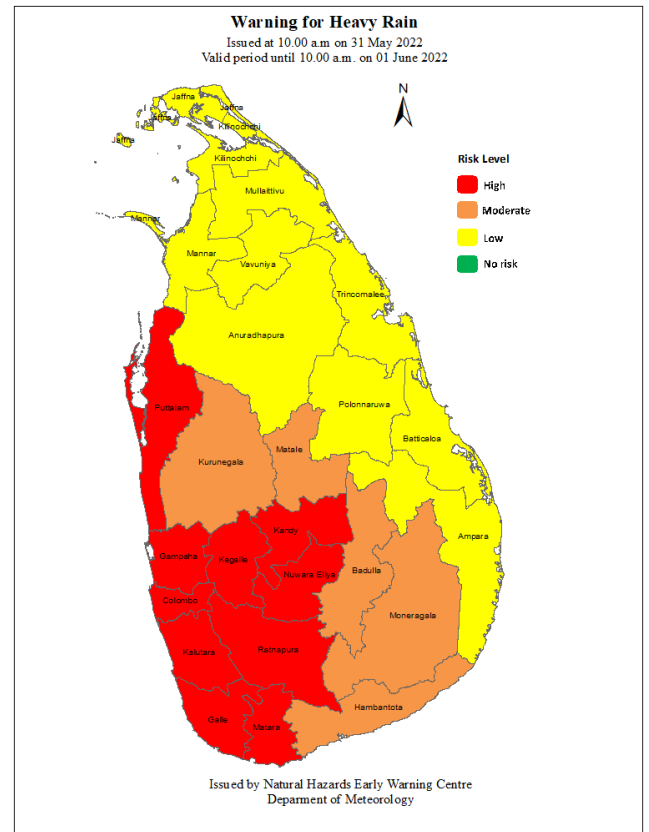 Warning for Heavy Rain
Issued at 10.00 a.m on 31 May 2022
Valid period until 10.00 a.m. on 01 June 2022
N
Jaffna
Jaffna
Jaffna
Kilinochchi
Jaffna
Kilinochchi
Risk Level
High
Mullaittivu
Moderate
Mannar
Low
Mannar
Vavuniya
No risk
Trincomalee
Anuradhapura
Puttalam
Polonnaruwa
Batticaloa
Matale
Kurunegala
Kandy
Ampara
Gampaha
Kegalle
Nuwara Eliya
Badulla
Colombo
Moneragala
Kalutara
Ratnapura
Hambantota
Galle
Matara
Issued by Natural Hazards Early Warning Centre
Deparment of Meteorology